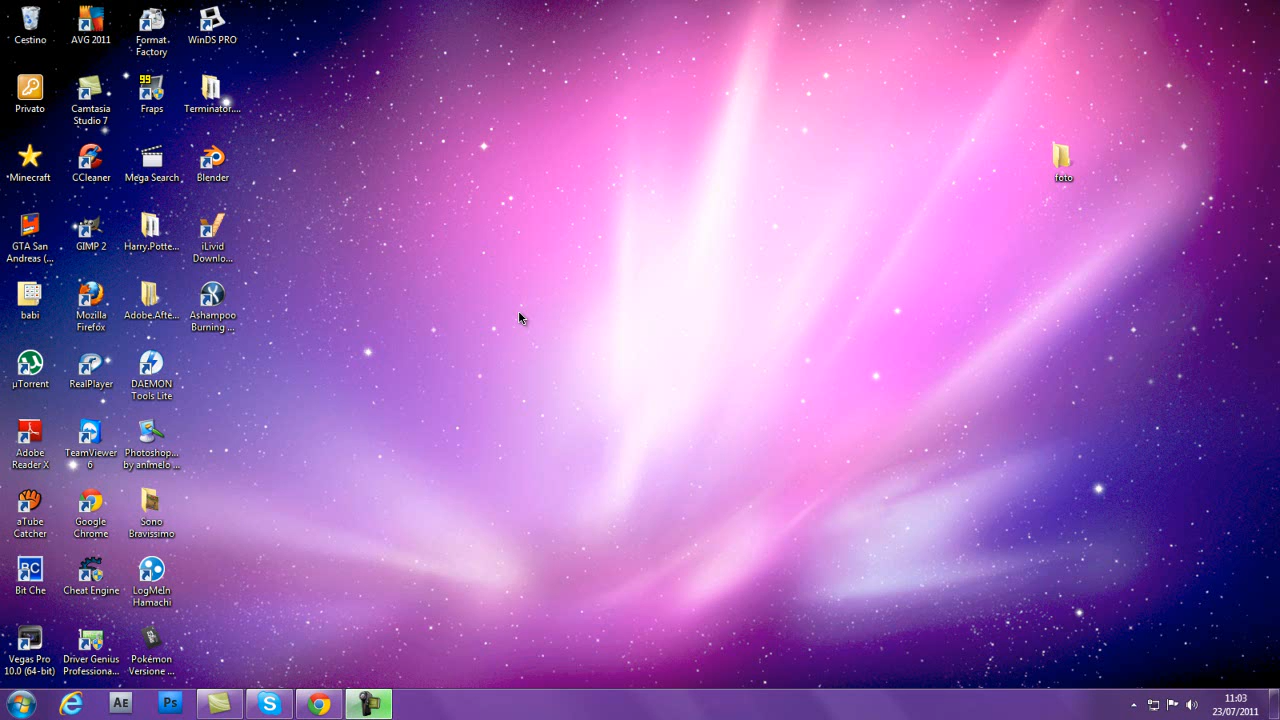 Cestino
AVG 2011
Format
Factory
WinDS PRO
99
Privato
Camtasia
Studio 7
Fraps
Terminator....
Minecraft
CCleaner
Mega Search
Blender
GTA San
Andreas (...
GIMP 2
Harry.Potte...
iLivid
Downlo...
babi
Mozilla
Firefox
Adobe.Afte...
Ashampoo
Burning ...
µTorrent
RealPlayer
DAEMON
Tools Lite
Adobe
Reader X
TeamViewer
6
Photoshop...
by animelo ...
aTube
Catcher
Google
Chrome
Sono
Bravissimo
BC
Bit Che
Cheat Engine
LogMeIn
Hamachi
Vegas Pro
10.0 (64-bit)
Driver Genius
Professiona...
Pokémon
Versione ...
foto
AE
Ps
S
11:03
23/07/2011